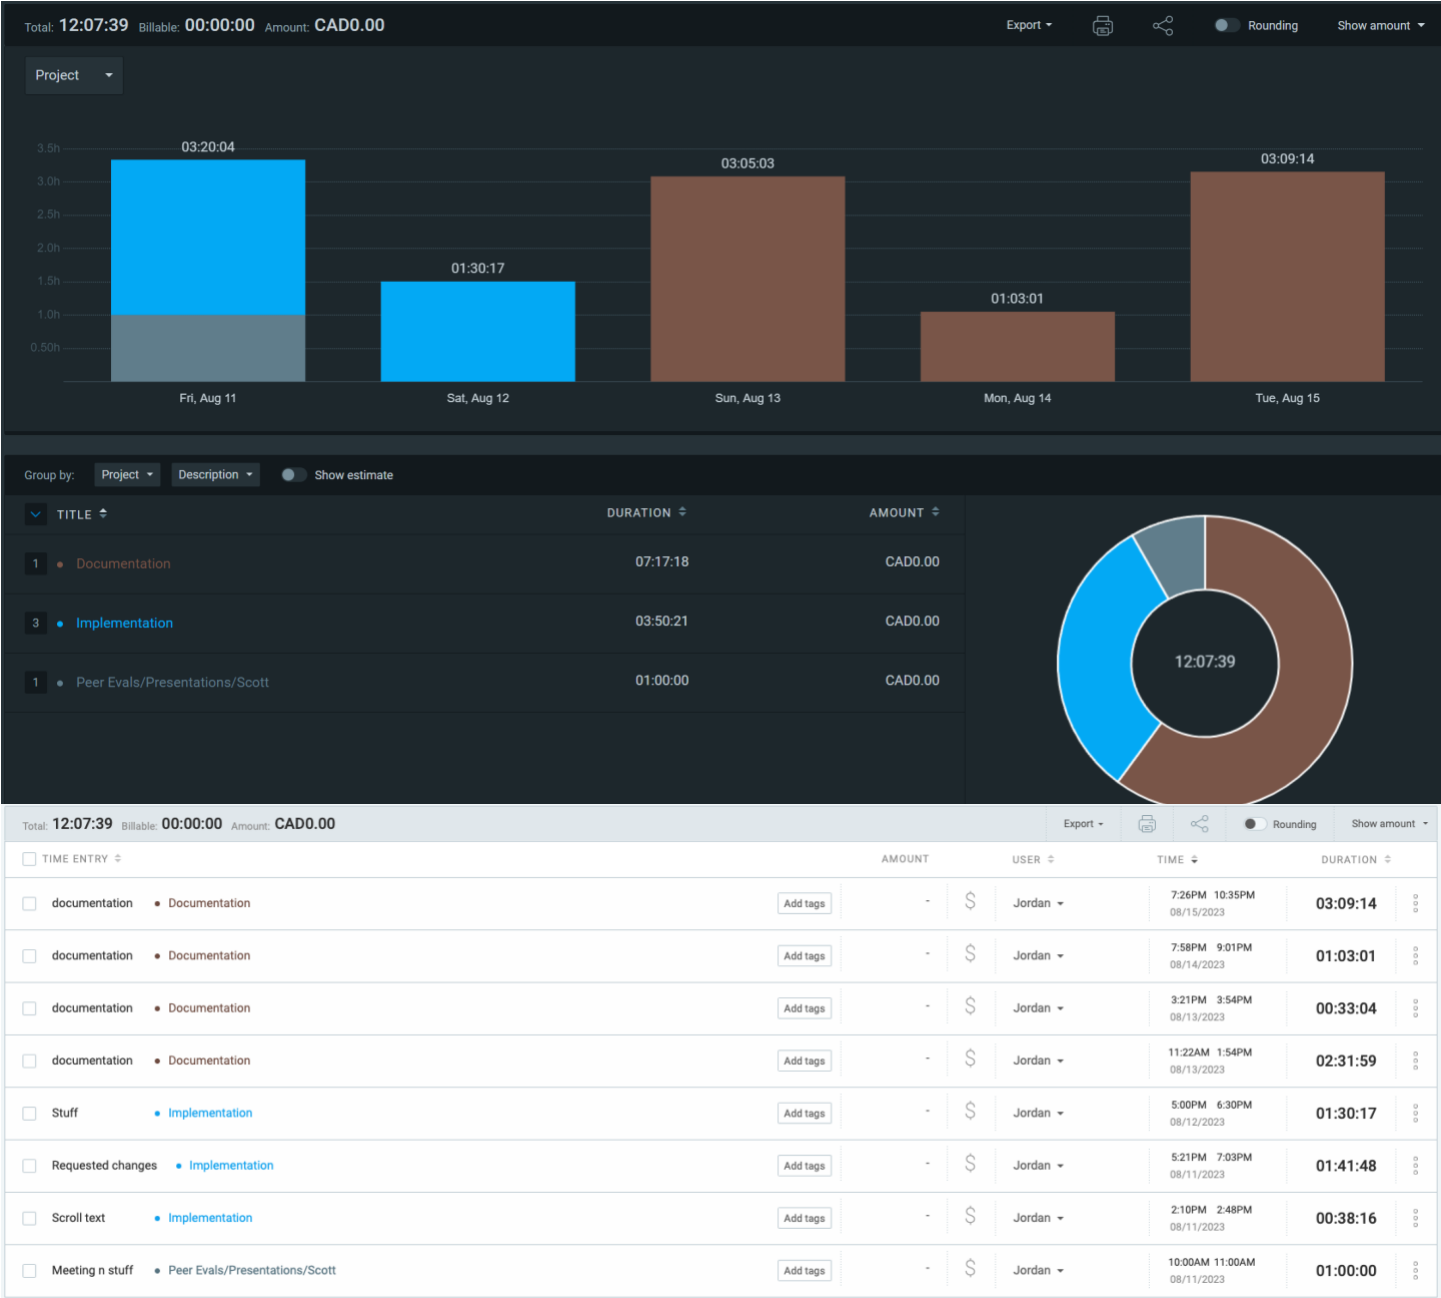 Total: 12:07:39 Billable: 00:00:00 Amount: CAD0.00 Export Rounding Show amount
Project
3.5h
3.0h
2.5h
2.0h
1.5h
1.0h
0.50h
03:20:04
01:30:17
03:05:03
01:03:01
03:09:14
Fri, Aug 11 Sat, Aug 12 Sun, Aug 13 Mon, Aug 14 Tue, Aug 15
Group by: Project Description Show estimate
TITLE DURATION AMOUNT
1 Documentation 07:17:18 CAD0.00
3 Implementation 03:50:21 CAD0.00
1 Peer Evals/Presentations/Scott 01:00:00 CAD0.00
12:07:39
Total: 12:07:39 Billable: 00:00:00 Amount: CAD0.00 Export Rounding Show amount
TIME ENTRY AMOUNT USER TIME DURATION
documentation • Documentation Add tags - $ Jordan 7:26PM 10:35PM 03:09:14
08/15/2023
documentation • Documentation Add tags - $ Jordan 7:58PM 9:01PM 01:03:01
08/14/2023
documentation • Documentation Add tags - $ Jordan 3:21PM 3:54PM 00:33:04
08/13/2023
documentation • Documentation Add tags - $ Jordan 11:22AM 1:54PM 02:31:59
08/13/2023
Stuff • Implementation Add tags - $ Jordan 5:00PM 6:30PM 01:30:17
08/12/2023
Requested changes • Implementation Add tags - $ Jordan 5:21PM 7:03PM 01:41:48
08/11/2023
Scroll text • Implementation Add tags - $ Jordan 2:10PM 2:48PM 00:38:16
08/11/2023
Meeting n stuff • Peer Evals/Presentations/Scott Add tags - $ Jordan 10:00AM 11:00AM 01:00:00
08/11/2023